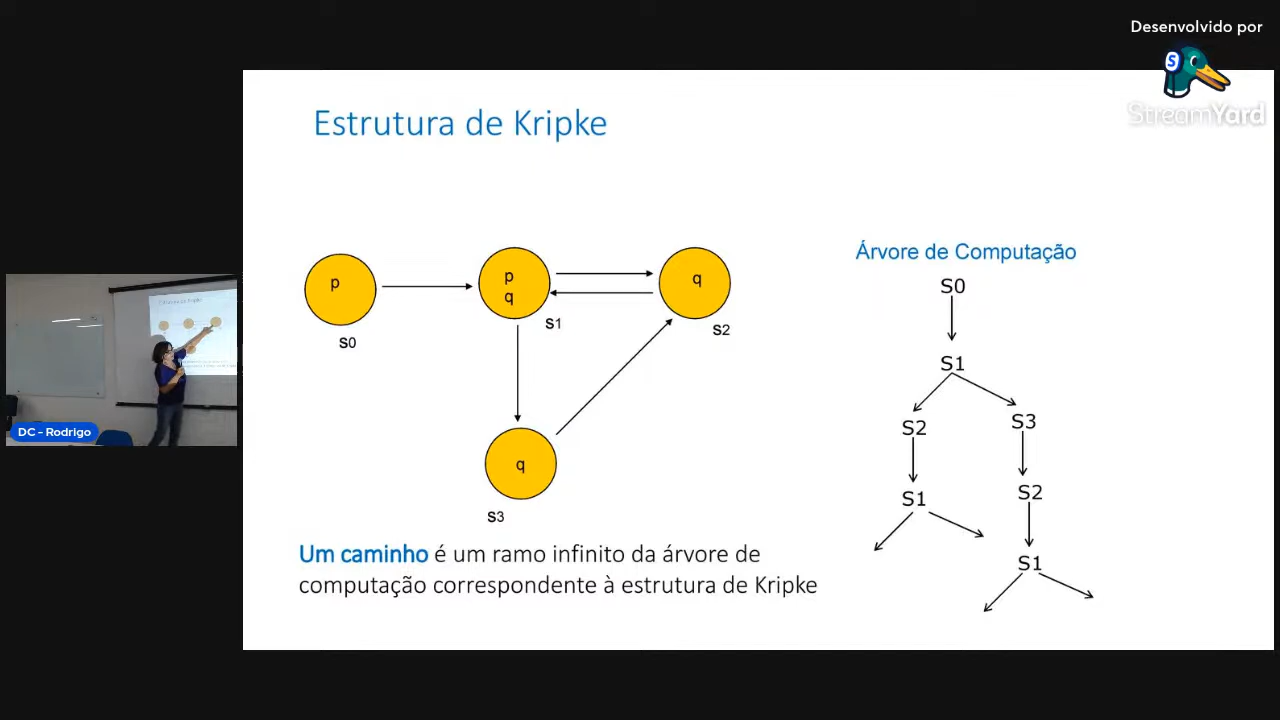 Desenvolvido por
S
StreamYard
Estrutura de Kripke
p
p
q
q
S0
S1
S2
q
S3
Árvore de Computação
S0
S1
S2
S3
S1
S2
S1
Um caminho é um ramo infinito da árvore de
computação correspondente à estrutura de Kripke
DC - Rodrigo